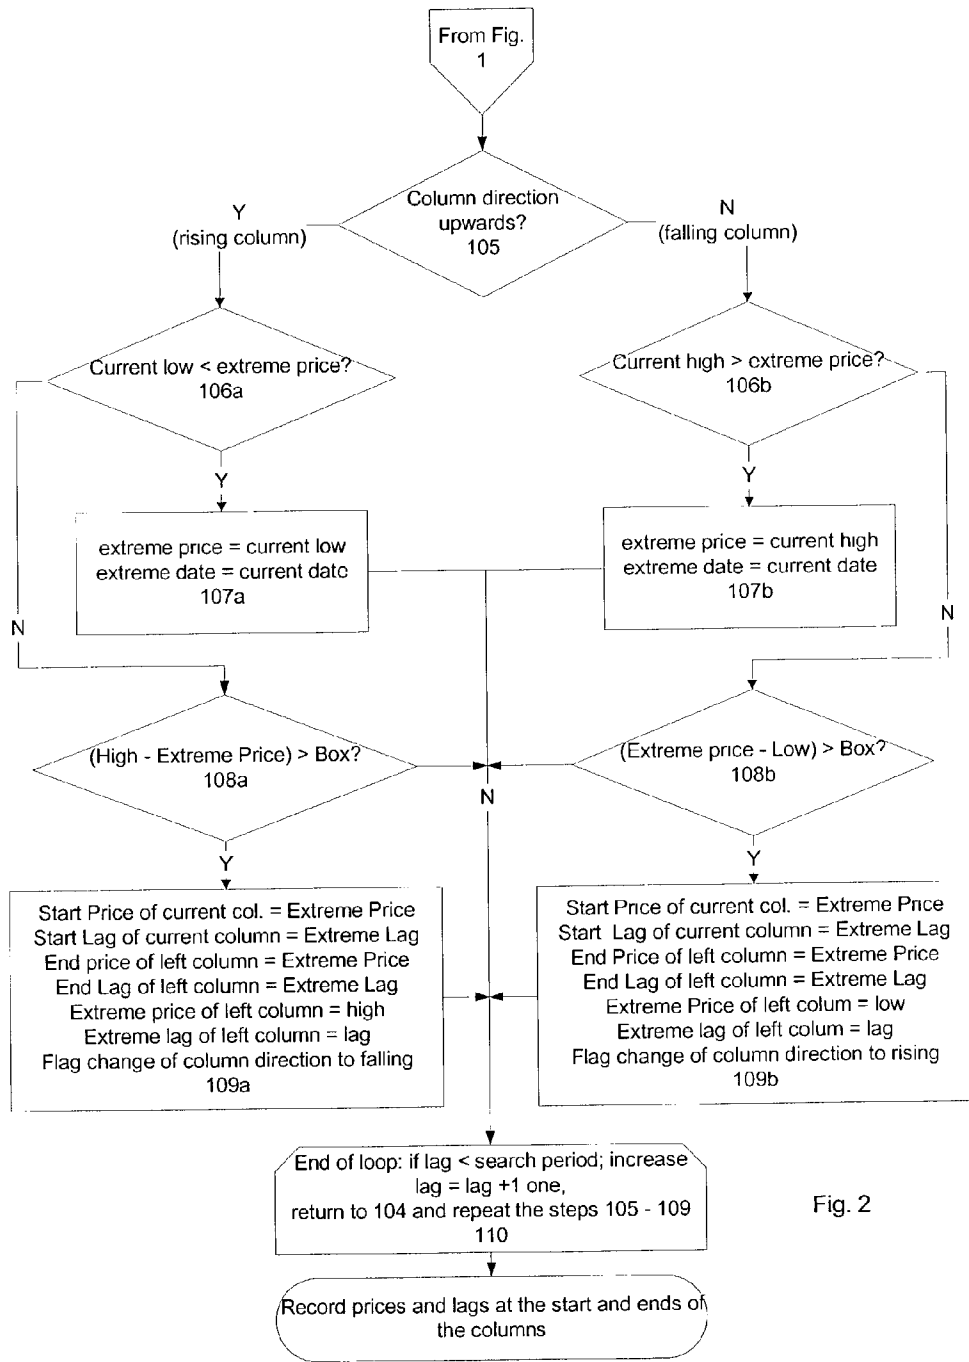 From Fig.
1
Column direction
upwards?
105
Y
(rising column)
N
(falling column)
Current low < extreme price?
106a
Current high > extreme price?
106b
Y
Y
extreme price = current low
extreme date = current date
107a
extreme price = current high
extreme date = current date
107b
N
N
(High - Extreme Price) > Box?
108a
(Extreme price - Low) > Box?
108b
N
Y
Y
Start Price of current col. = Extreme Price
Start Lag of current column = Extreme Lag
End price of left column = Extreme Price
End Lag of left column = Extreme Lag
Extreme price of left column = high
Extreme lag of left column = lag
Flag change of column direction to falling
109a
Start Price of current col. = Extreme Price
Start Lag of current column = Extreme Lag
End Price of left column = Extreme Price
End Lag of left column = Extreme Lag
Extreme Price of left colum = low
Extreme lag of left colum = lag
Flag change of column direction to rising
109b
End of loop: if lag < search period; increase
lag = lag +1 one,
return to 104 and repeat the steps 105 - 109
110
Fig. 2
Record prices and lags at the start and ends of
the columns